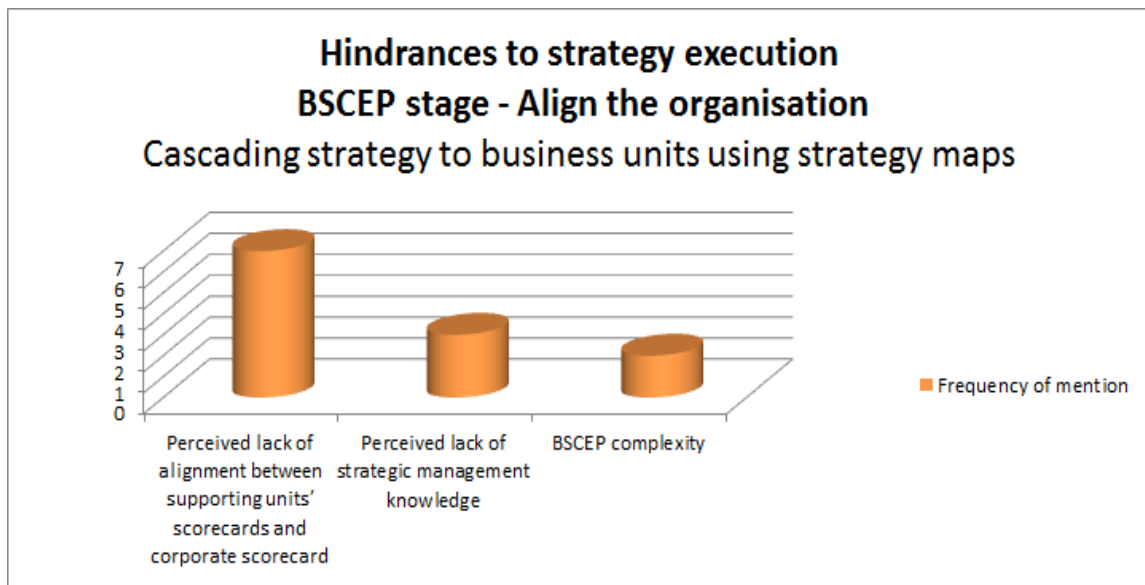 Hindrances to strategy execution
BSCEP stage - Align the organisation
Cascading strategy to business units using strategy maps
7
6
5
4
3
2
1
0
Perceived lack of
alignment between
supporting units’
scorecards and
corporate scorecard
Perceived lack of
strategic management
knowledge
BSCEP complexity
Frequency of mention